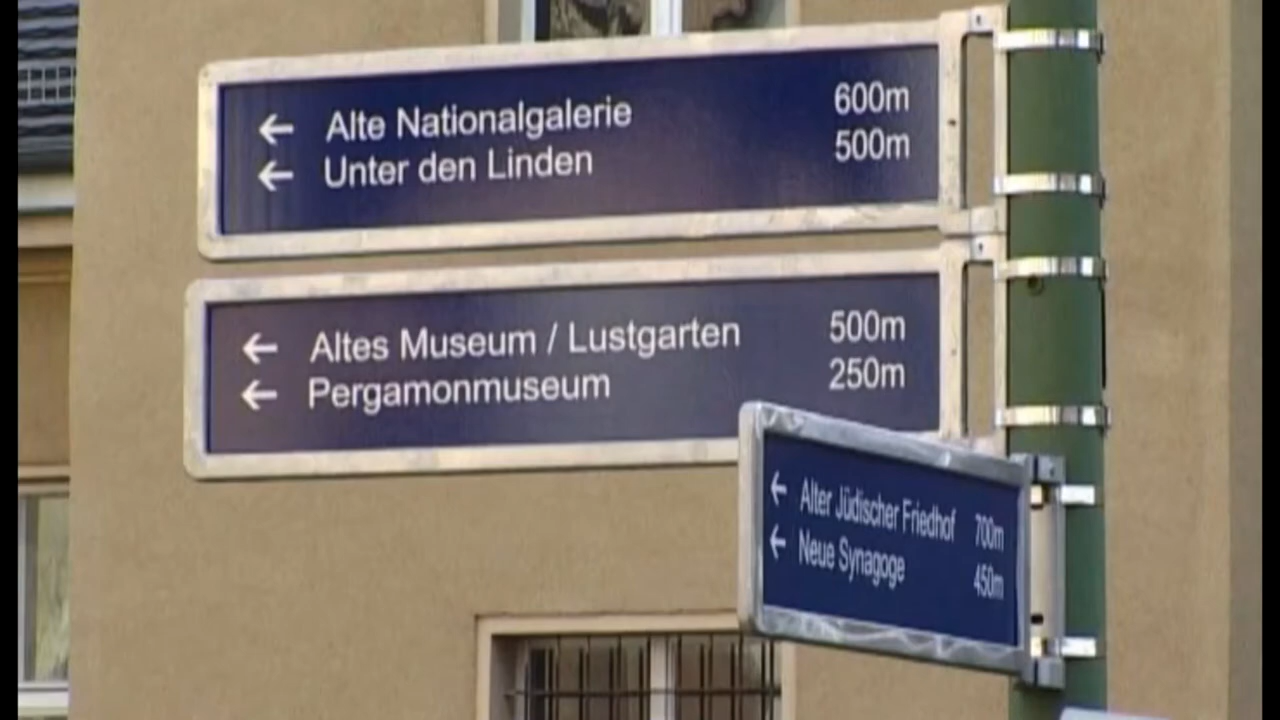 ← Alte Nationalgalerie 600m
← Unter den Linden 500m
← Altes Museum / Lustgarten 500m
← Pergamonmuseum 250m
← Alter Jüdischer Friedhof 700m
← Neue Synagoge 450m